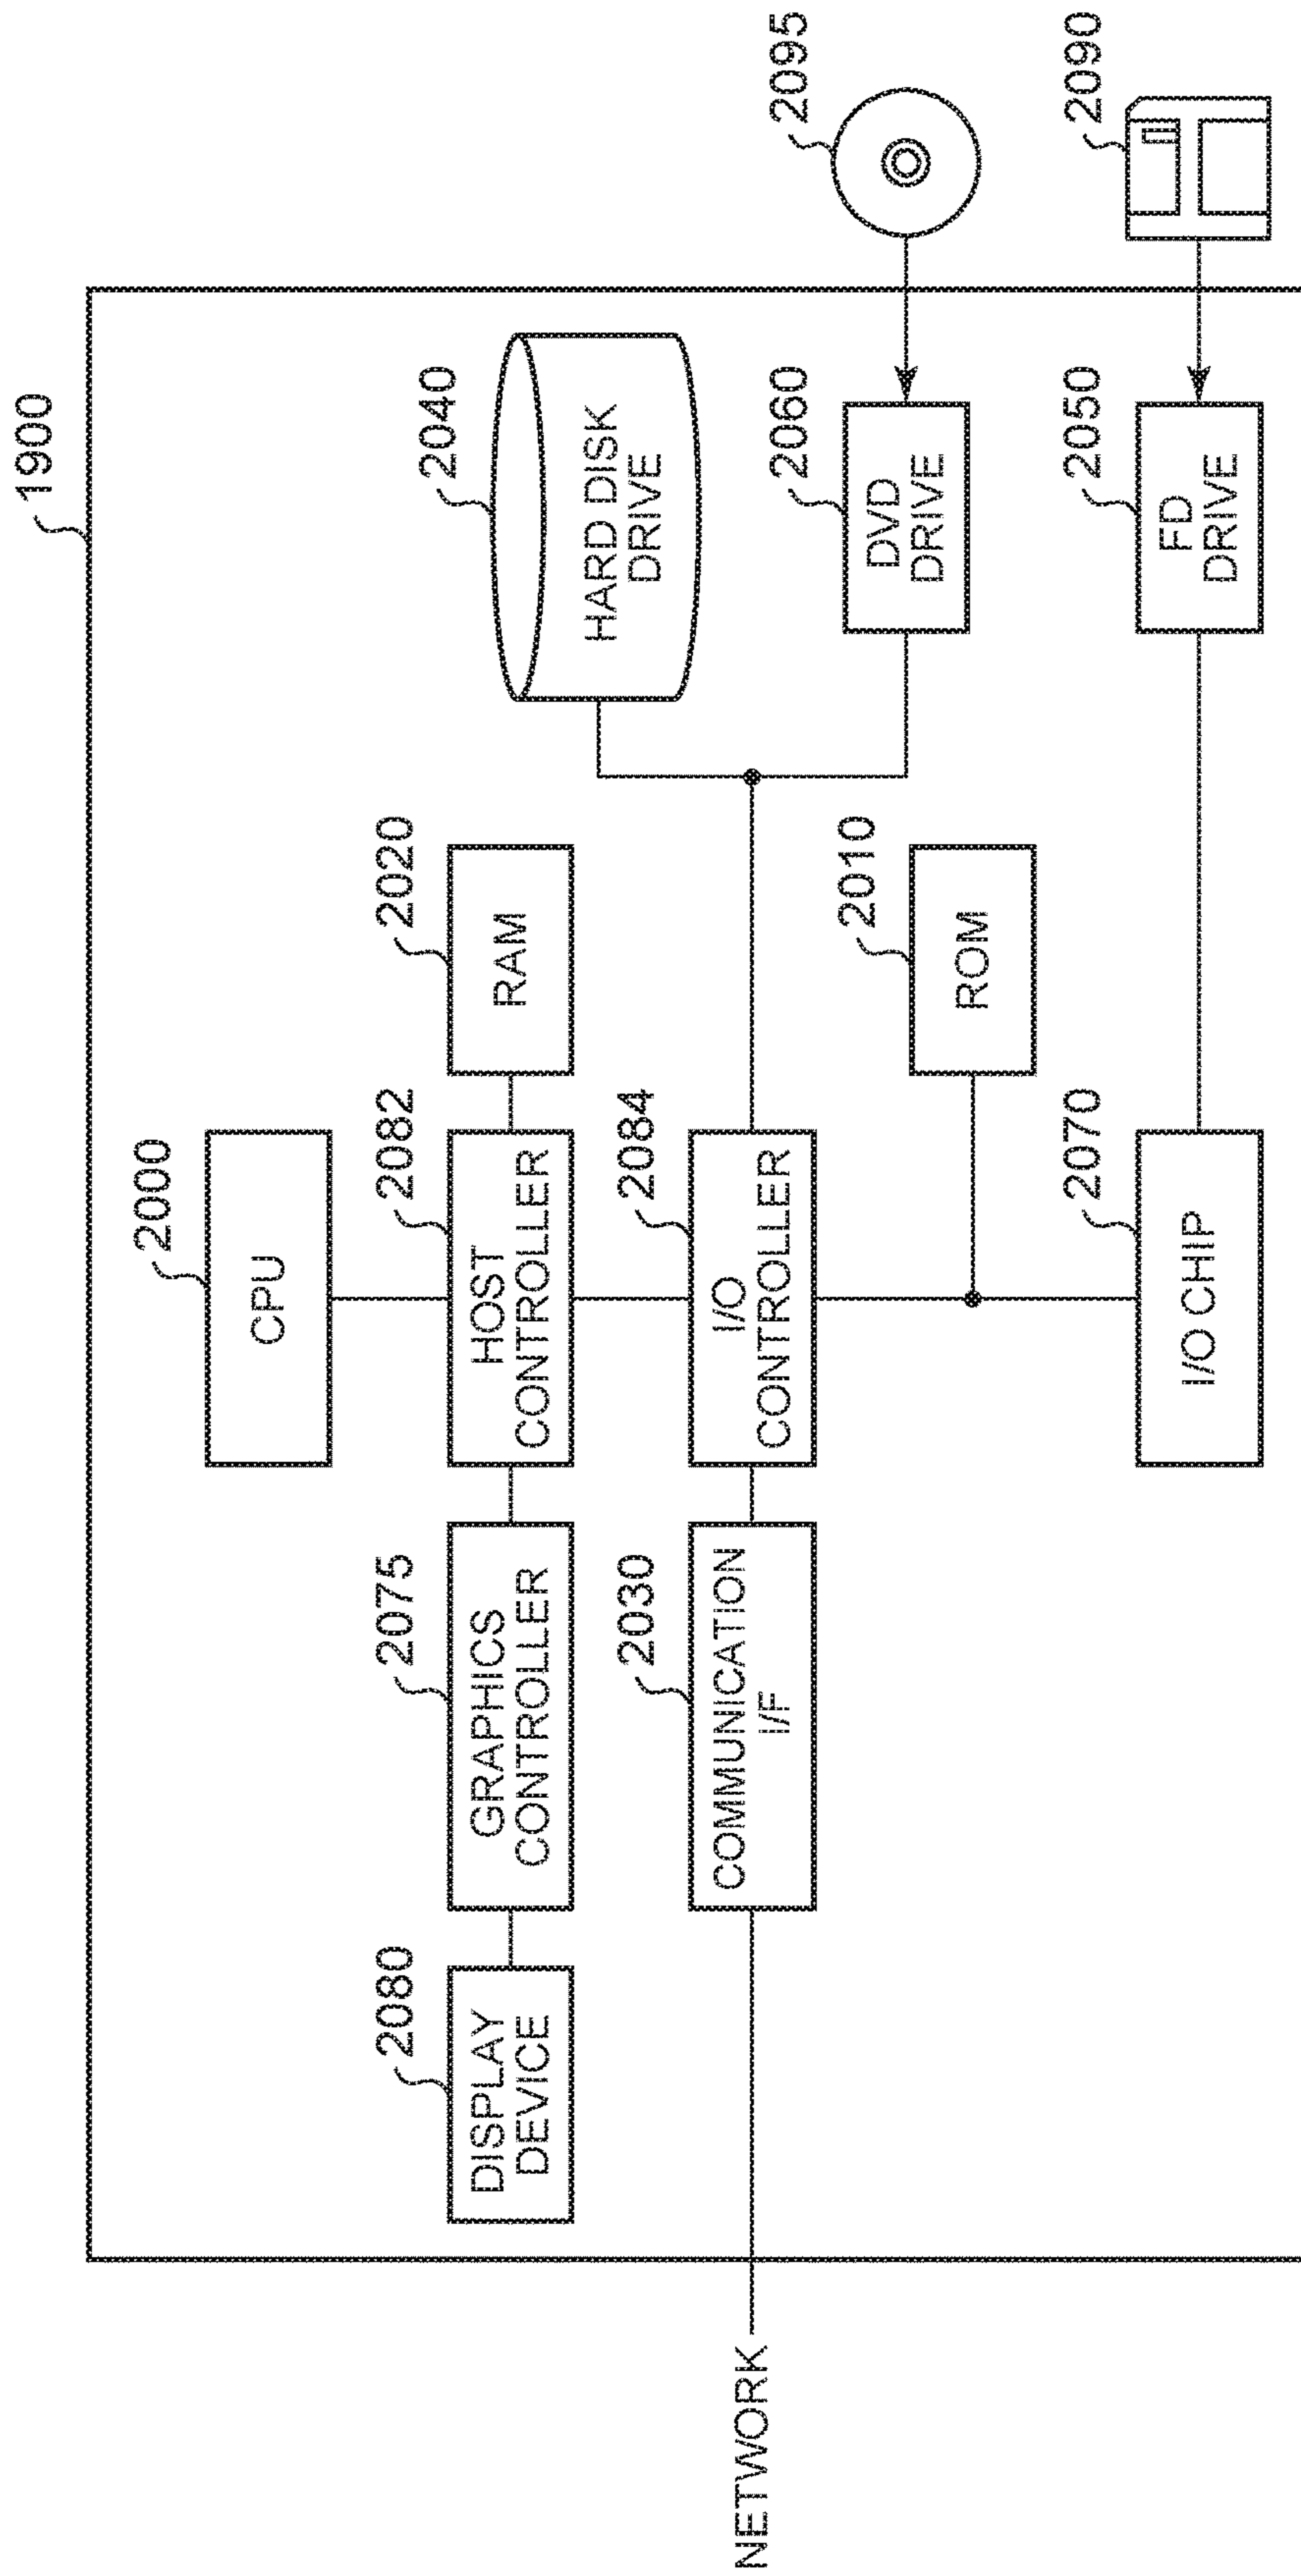 1900
2000
CPU
2080
DISPLAY
DEVICE
2075
GRAPHICS
CONTROLLER
2082
HOST
CONTROLLER
2020
RAM
2040
HARD DISK
DRIVE
2095
NETWORK
2030
COMMUNICATION
I/F
2084
I/O
CONTROLLER
2010
ROM
2060
DVD
DRIVE
2090
2070
I/O CHIP
2050
FD
DRIVE